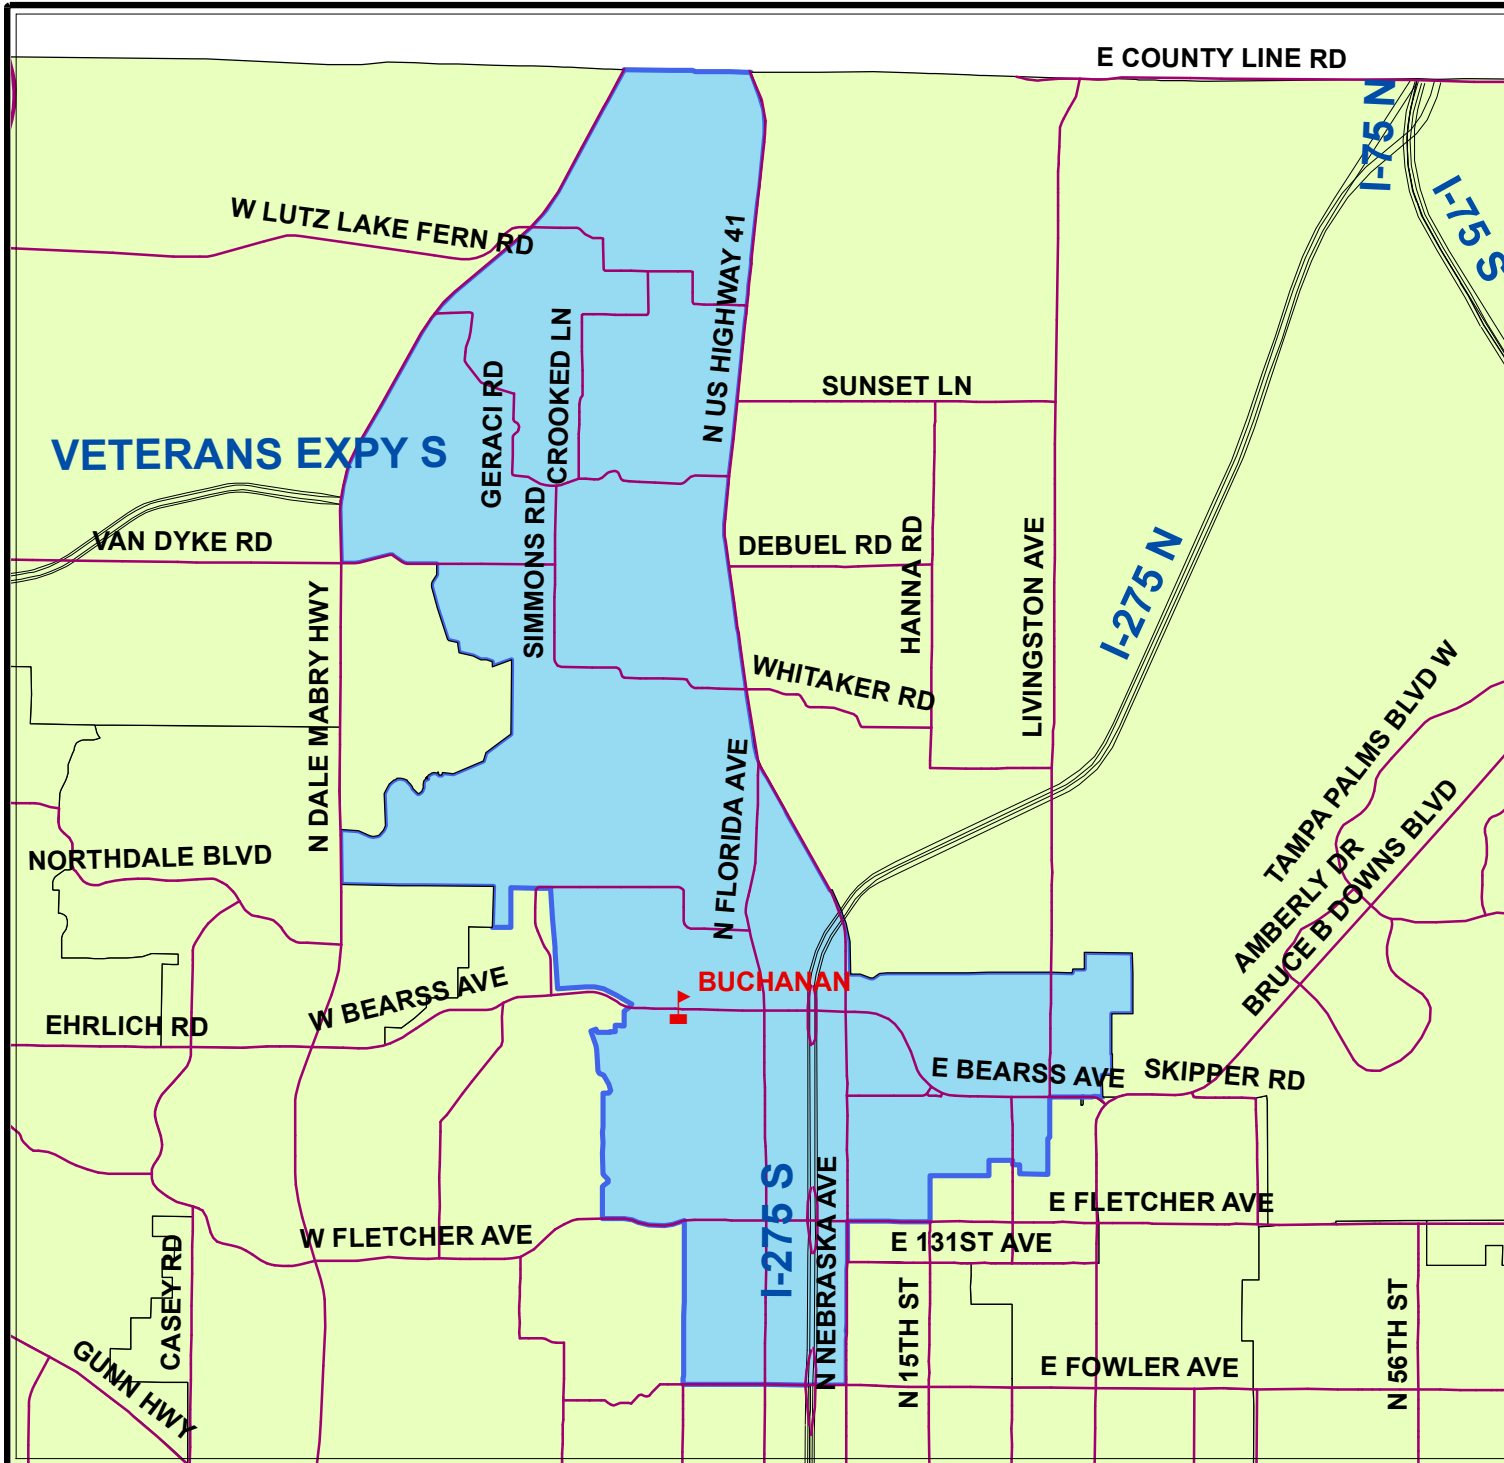 E COUNTY LINE RD
I-75 N
I-75 S
W LUTZ LAKE FERN RD
N US HIGHWAY 41
CROOKED LN
GERACI RD
SUNSET LN
VETERANS EXPY S
VAN DYKE RD
SIMMONS RD
DEBUEL RD
HANNA RD
LIVINGSTON AVE
I-275 N
N DALE MABRY HWY
WHITAKER RD
TAMPA PALMS BLVD W
N FLORIDA AVE
NORTHDALE BLVD
AMBERLY DR
BRUCE B DOWNS BLVD
BUCHANAN
W BEARSS AVE
EHRLICH RD
E BEARSS AVE
SKIPPER RD
I-275 S
N NEBRASKA AVE
E FLETCHER AVE
W FLETCHER AVE
E 131ST AVE
CASEY RD
N 15TH ST
N 56TH ST
E FOWLER AVE
GUNN HWY